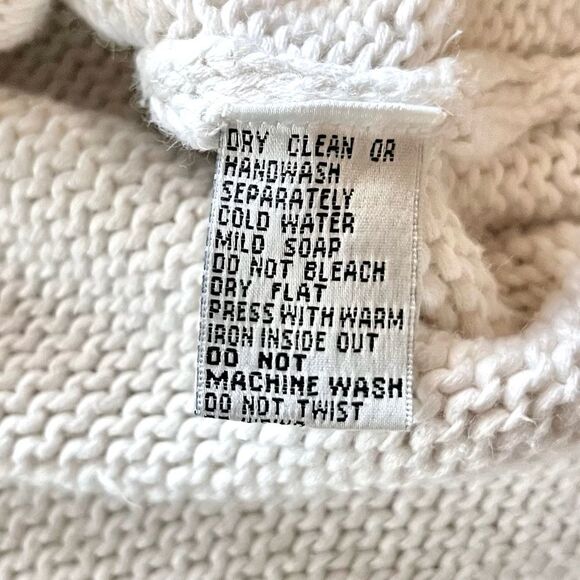 DRY CLEAN OR
HANDWASH
SEPARATELY
COLD WATER
MILD SOAP
DO NOT BLEACH
DRY FLAT
PRESS WITH WARM
IRON INSIDE OUT
DO NOT
MACHINE WASH
DO NOT TWIST